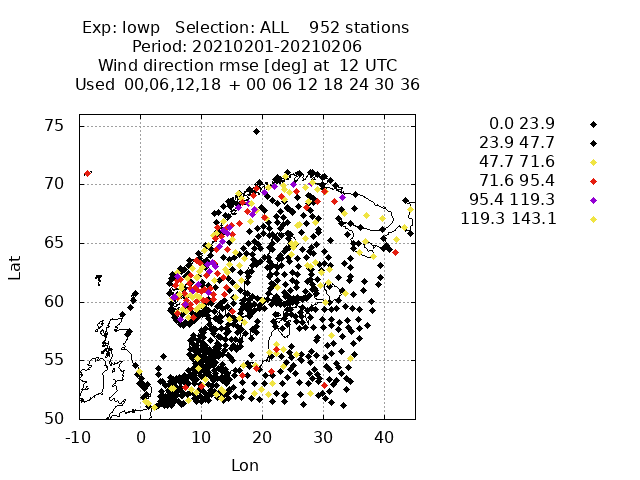 Exp: lowp   Selection: ALL    952 stations
Period: 20210201-20210206
Wind direction rmse [deg] at  12 UTC
Used  00,06,12,18  + 00 06 12 18 24 30 36
0.0 23.9
23.9 47.7
47.7 71.6
71.6 95.4
95.4 119.3
119.3 143.1
75
70
65
60
55
50
Lat
-10 0 10 20 30 40
Lon